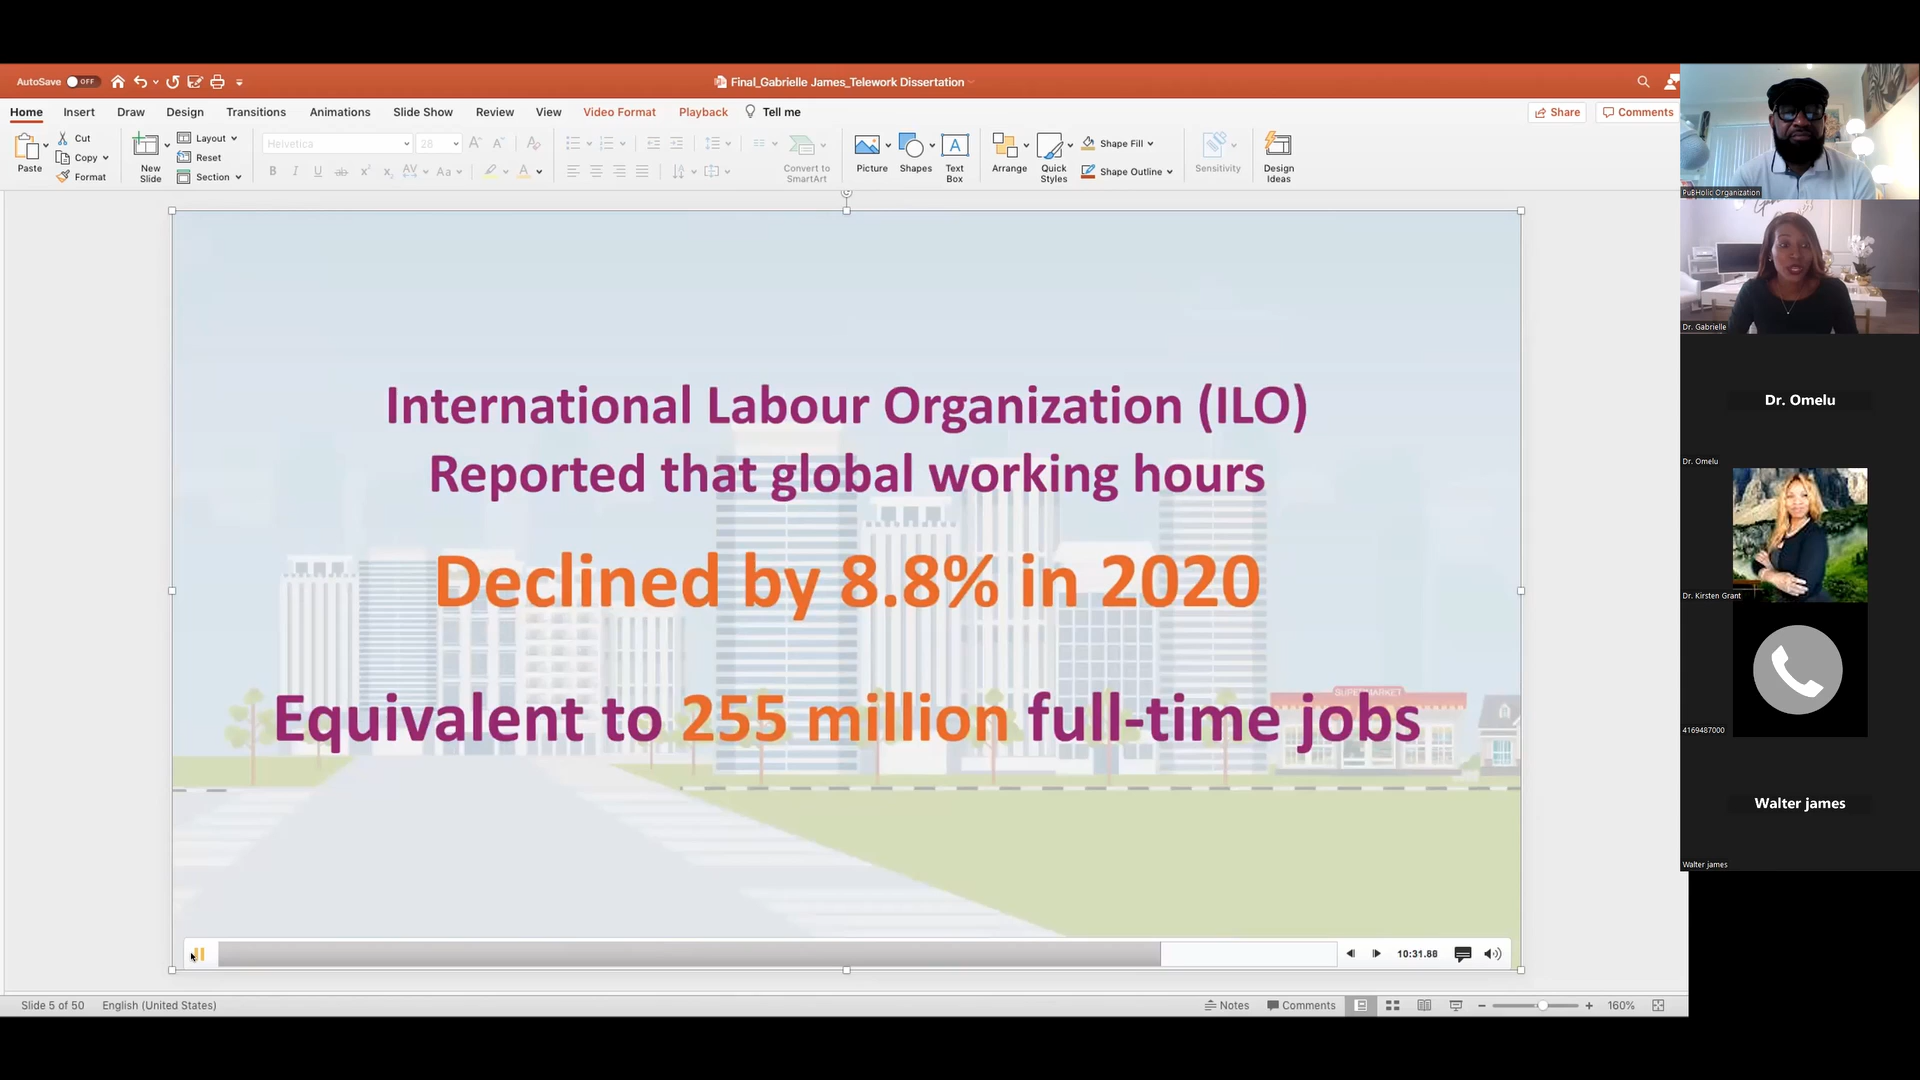 AutoSave OFF
Final_Gabrielle James_Telework Dissertation
Home Insert Draw Design Transitions Animations Slide Show Review View Video Format Playback Tell me
Share Comments
Paste
Cut
Copy
Format
New Slide
Layout
Reset
Section
Helvetica 28
Convert to SmartArt
Picture
Shapes
Text Box
Arrange
Quick Styles
Shape Fill
Shape Outline
Sensitivity
Design Ideas
International Labour Organization (ILO)
Reported that global working hours
Declined by 8.8% in 2020
Equivalent to 255 million full-time jobs
SUPERMARKET
10:31.88
Slide 5 of 50 English (United States)
Notes Comments 160%
PuBHolic Organization
Dr. Gabrielle
Dr. Omelu
Dr. Omelu
Dr. Kirsten Grant
4169487000
Walter james
Walter james